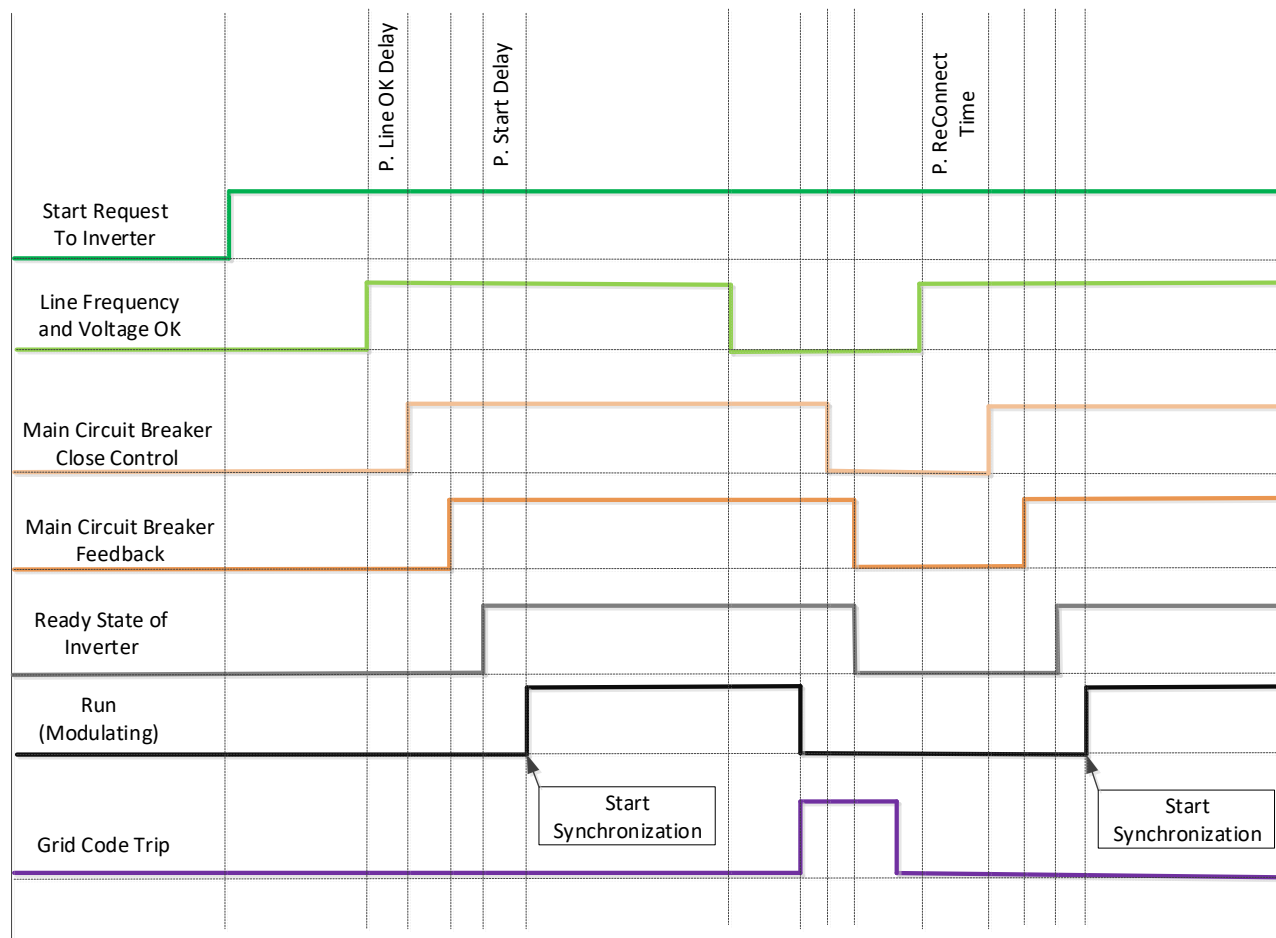 P. Line OK Delay
P. Start Delay
P. ReConnect
Time
Start Request
To Inverter
Line Frequency
and Voltage OK
Main Circuit Breaker
Close Control
Main Circuit Breaker
Feedback
Ready State of
Inverter
Run
(Modulating)
Start
Synchronization
Start
Synchronization
Grid Code Trip